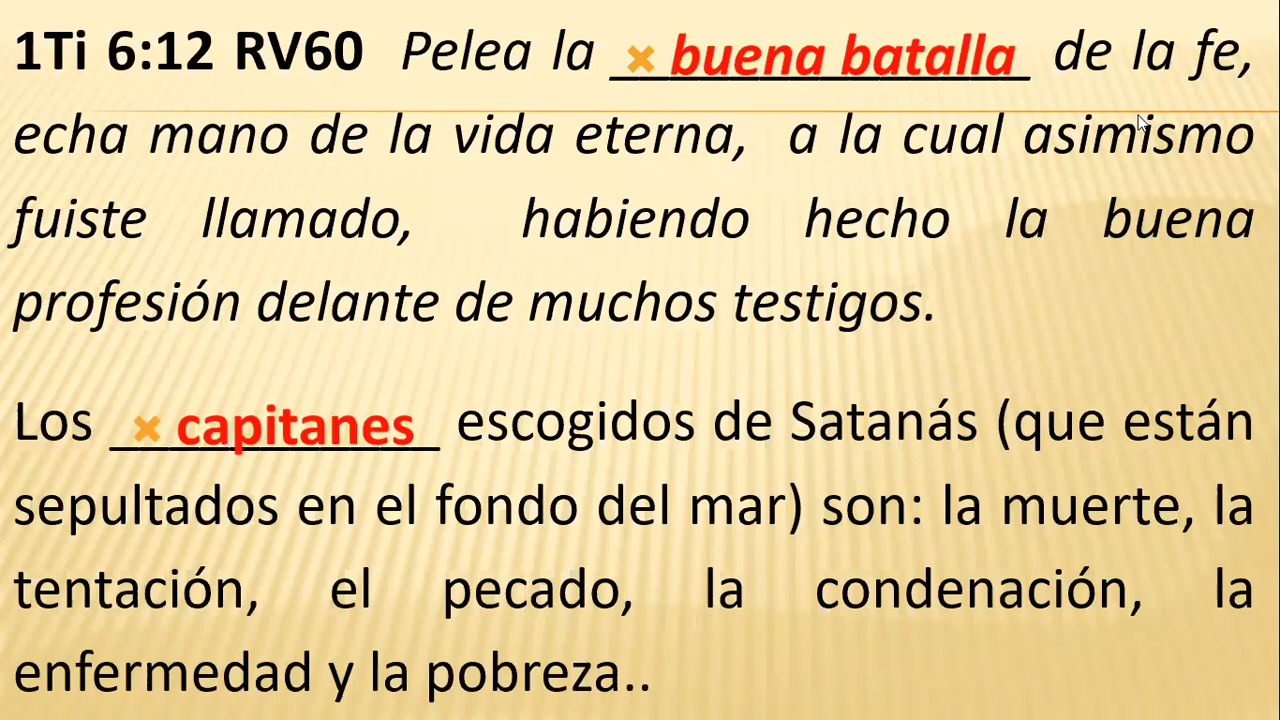 1Ti 6:12 RV60 Pelea la buena batalla de la fe,
echa mano de la vida eterna, a la cual asimismo
fuiste llamado, habiendo hecho la buena
profesión delante de muchos testigos.
Los capitanes escogidos de Satanás (que están
sepultados en el fondo del mar) son: la muerte, la
tentación, el pecado, la condenación, la
enfermedad y la pobreza..